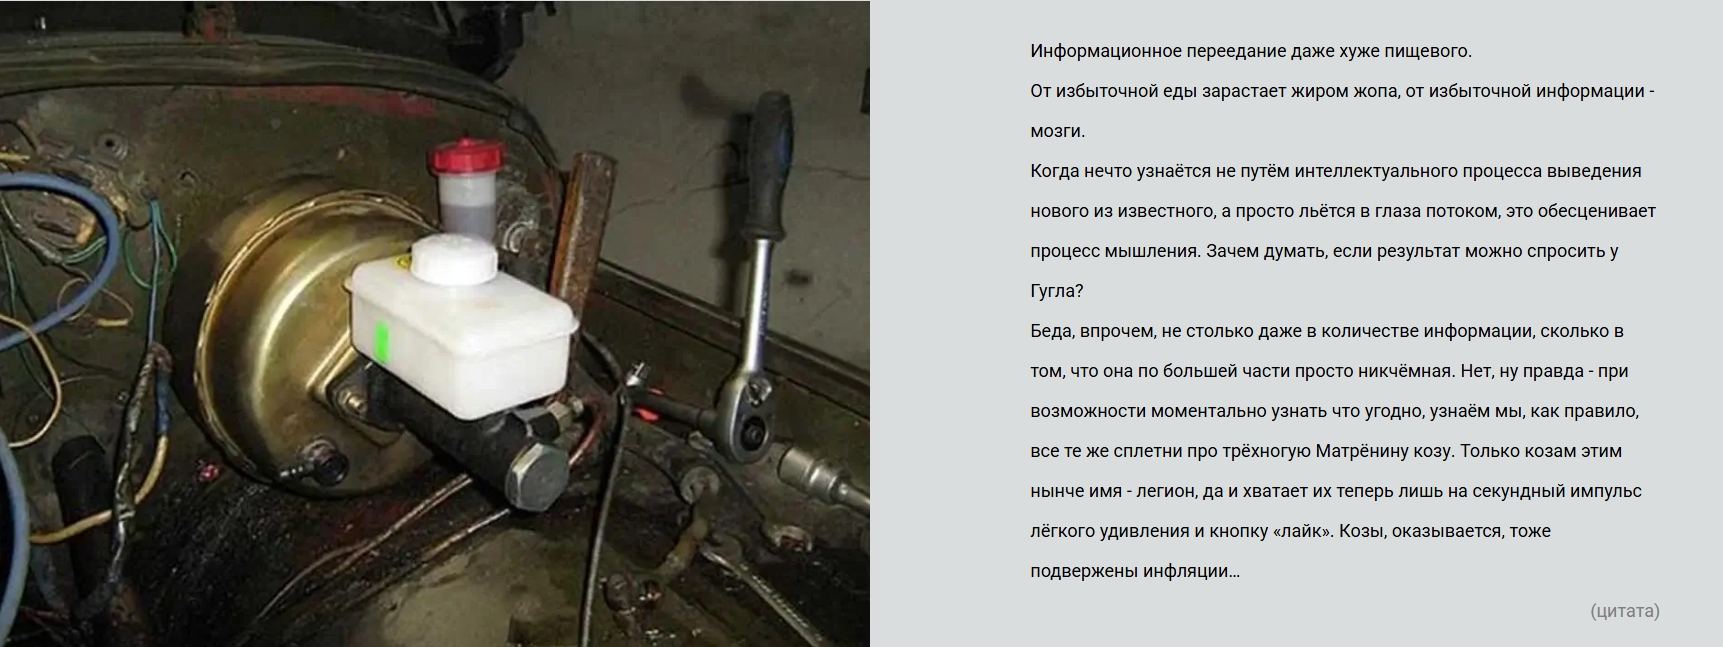 Информационное переедание даже хуже пищевого.
От избыточной еды зарастает жиром жопа, от избыточной информации -
мозги.
Когда нечто узнаётся не путём интеллектуального процесса выведения
нового из известного, а просто льётся в глаза потоком, это обесценивает
процесс мышления. Зачем думать, если результат можно спросить у
Гугла?
Беда, впрочем, не столько даже в количестве информации, сколько в
том, что она по большей части просто никчёмная. Нет, ну правда - при
возможности моментально узнать что угодно, узнаём мы, как правило,
все те же сплетни про трёхногую Матрёнину козу. Только козам этим
нынче имя - легион, да и хватает их теперь лишь на секундный импульс
лёгкого удивления и кнопку «лайк». Козы, оказывается, тоже
подвержены инфляции...
(цитата)